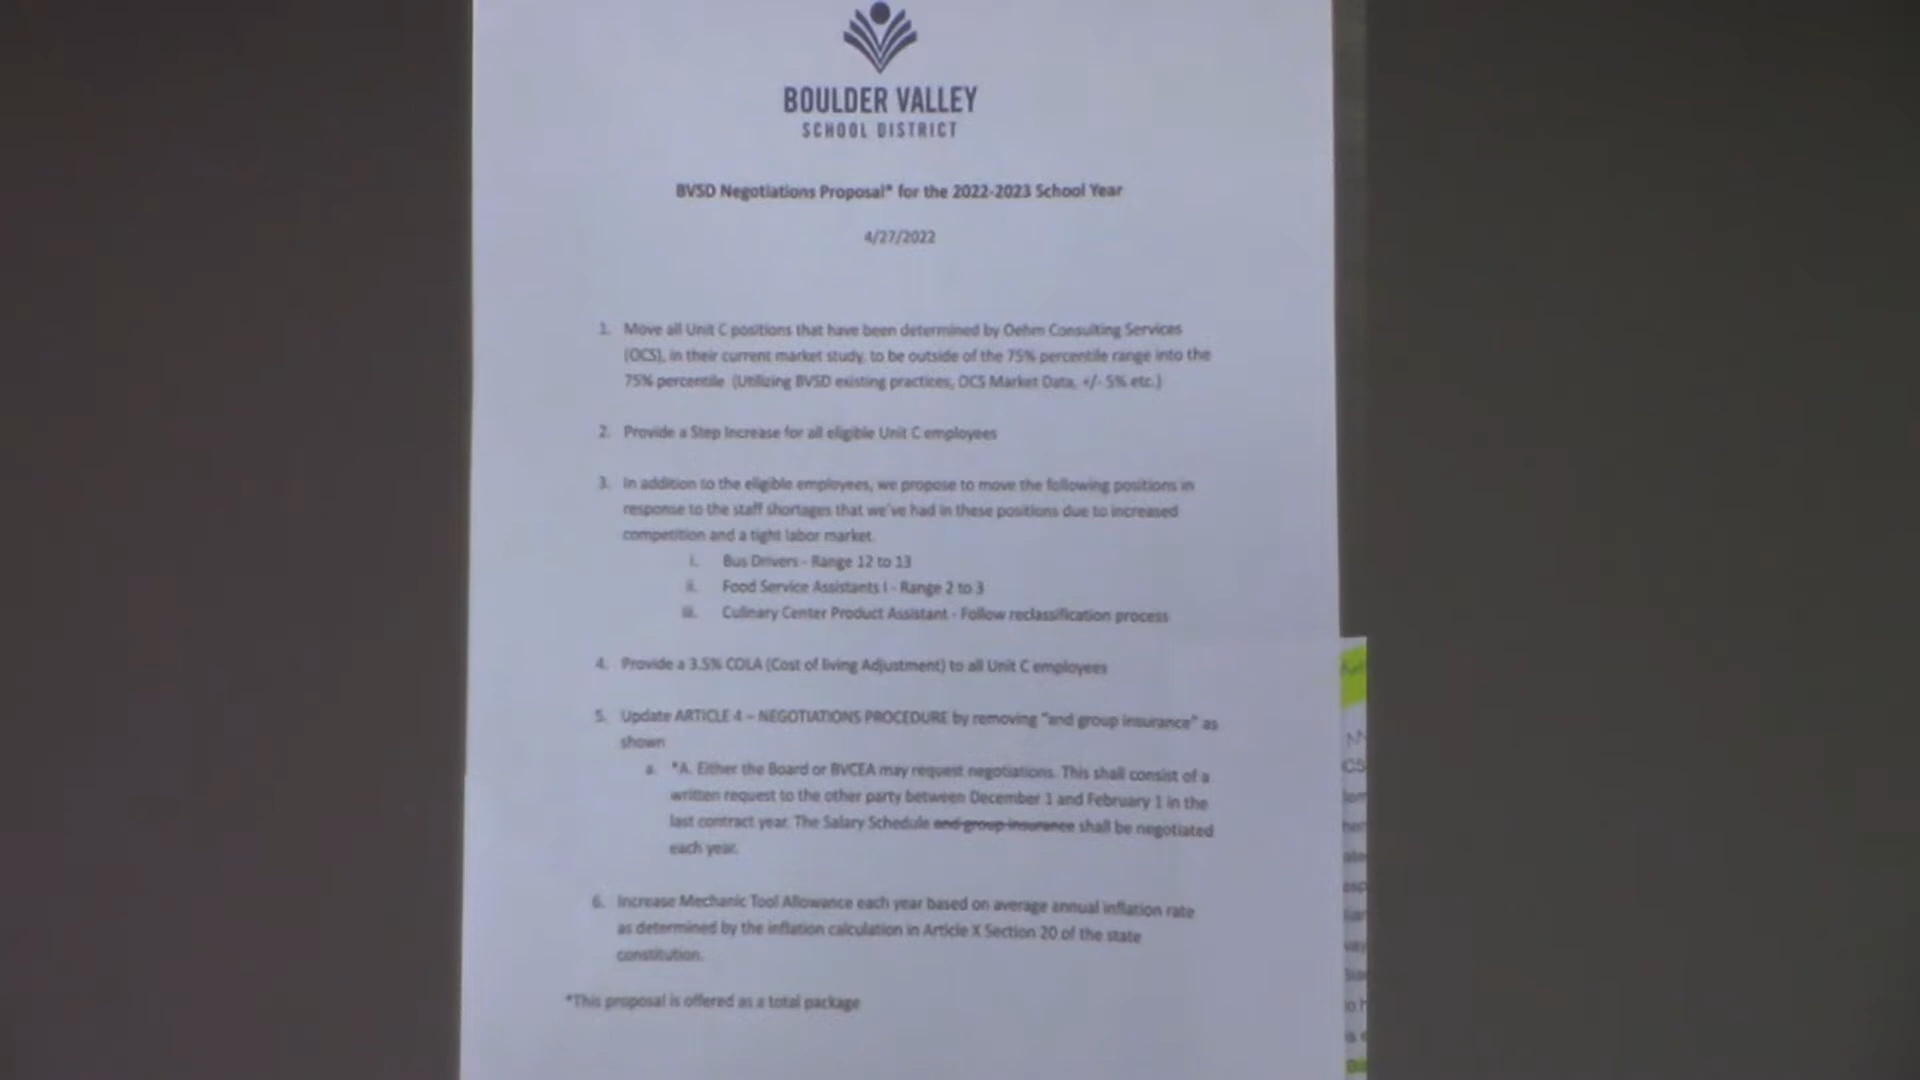 BOULDER VALLEY
SCHOOL DISTRICT
BVSD Negotiations Proposal* for the 2022-2023 School Year
4/27/2022
1. Move all Unit C positions that have been determined by Oehm Consulting Services
(OCS), in their current market study, to be outside of the 75% percentile range into the
75% percentile (Utilizing BVSD existing practices, OCS Market Data, +/- 5% etc.)
2. Provide a Step Increase for all eligible Unit C employees
3. In addition to the eligible employees, we propose to move the following positions in
response to the staff shortages that we've had in these positions due to increased
competition and a tight labor market.
i. Bus Drivers - Range 12 to 13
ii. Food Service Assistants I - Range 2 to 3
iii. Culinary Center Product Assistant - Follow reclassification process
4. Provide a 3.5% COLA (Cost of living Adjustment) to all Unit C employees
5. Update ARTICLE 4 – NEGOTIATIONS PROCEDURE by removing "and group insurance" as
shown
a. *A. Either the Board or BVCEA may request negotiations. This shall consist of a
written request to the other party between December 1 and February 1 in the
last contract year. The Salary Schedule and group insurance shall be negotiated
each year.
6. Increase Mechanic Tool Allowance each year based on average annual inflation rate
as determined by the inflation calculation in Article X Section 20 of the state
constitution.
*This proposal is offered as a total package